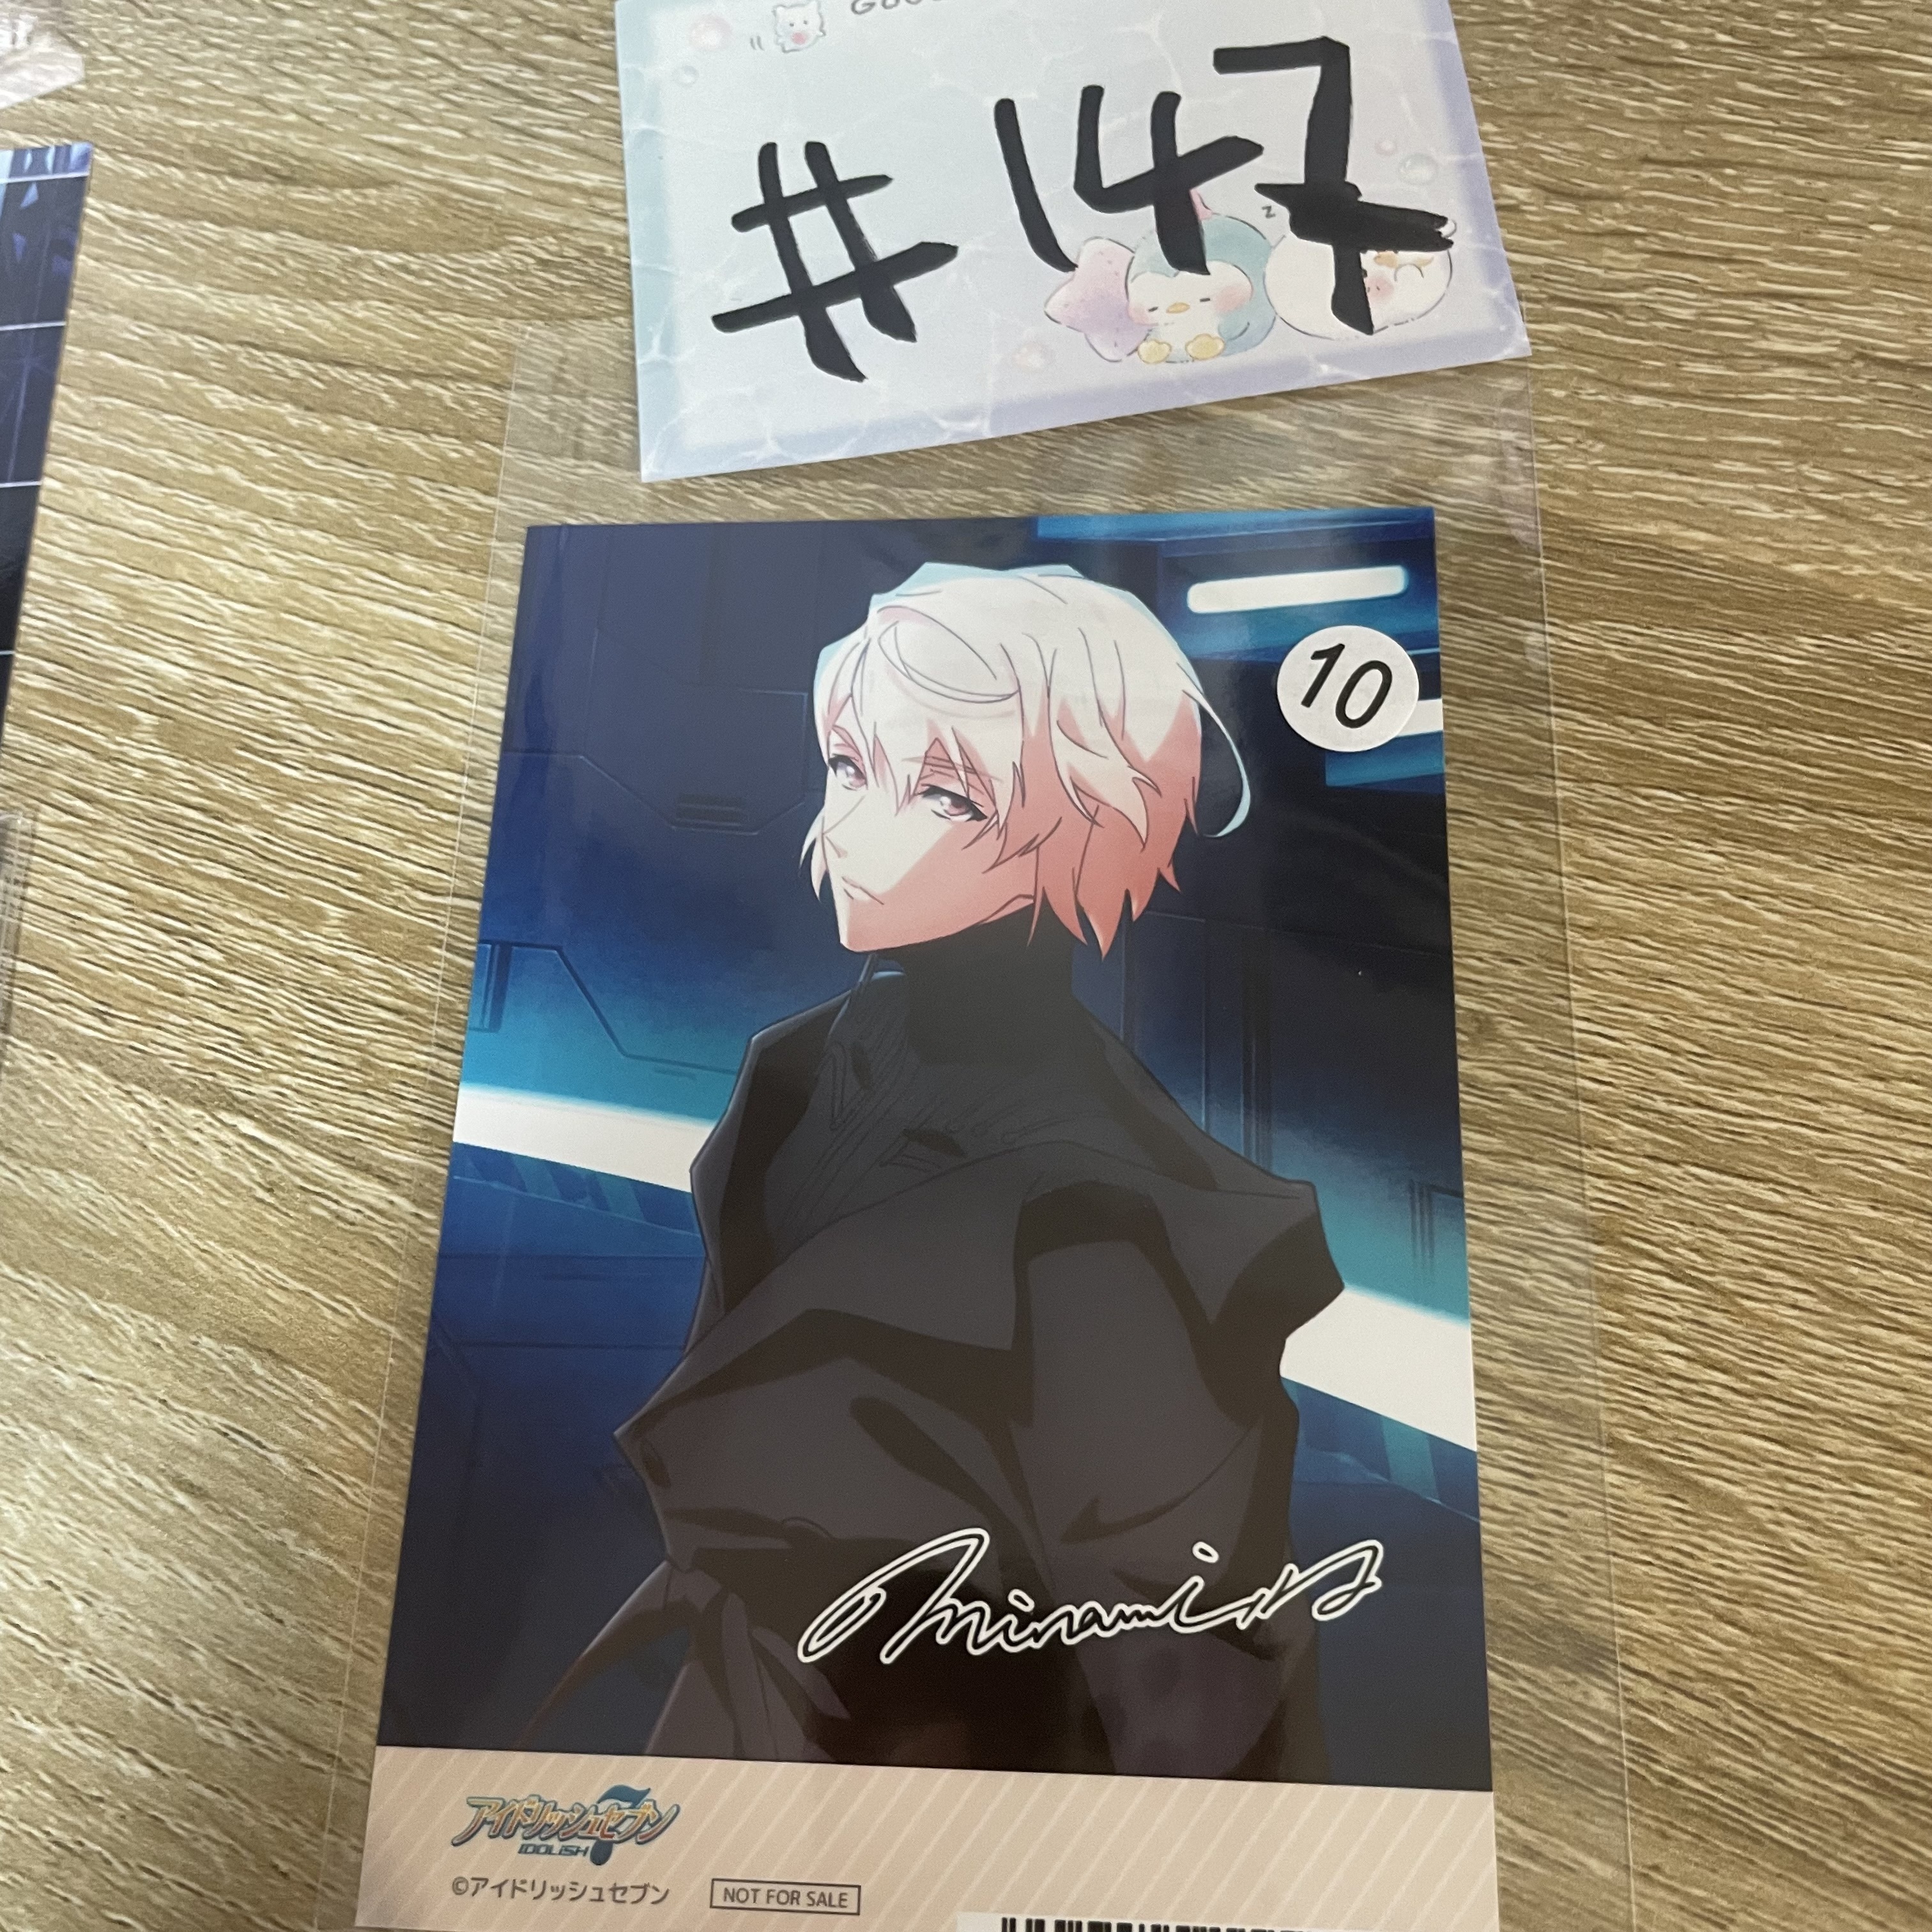 #147
10
Minami.N
アイドリッシュセブン
IDOLiSH
©アイドリッシュセブン
NOT FOR SALE